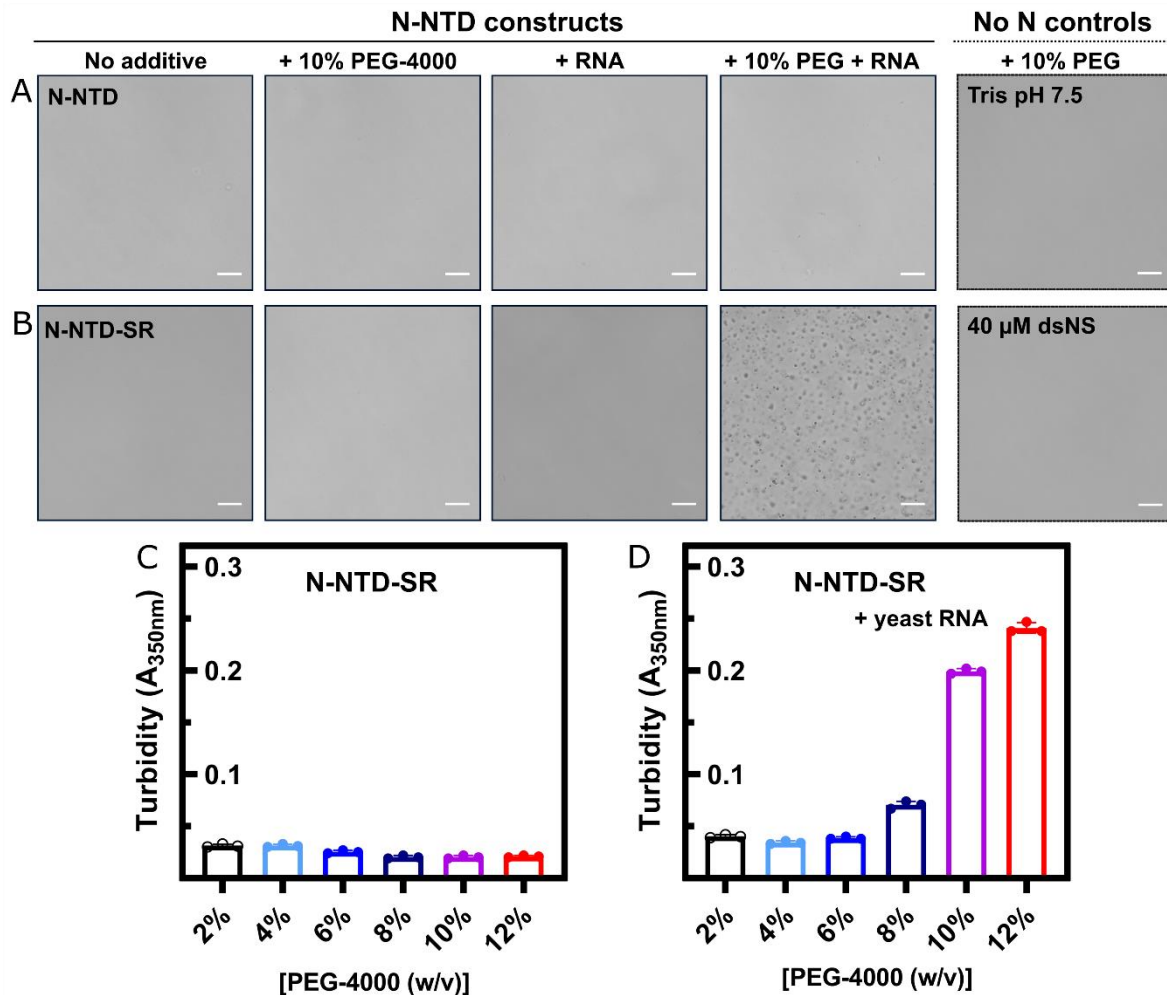 N-NTD constructs
No N controls
No additive
+ 10% PEG-4000
+ RNA
+ 10% PEG + RNA
+ 10% PEG
A
N-NTD
Tris pH 7.5
B
N-NTD-SR
40 µM dsNS
C
N-NTD-SR
Turbidity (A350nm)
0.3
0.2
0.1
2%
4%
6%
8%
10%
12%
[PEG-4000 (w/v)]
D
N-NTD-SR
+ yeast RNA
Turbidity (A350nm)
0.3
0.2
0.1
2%
4%
6%
8%
10%
12%
[PEG-4000 (w/v)]